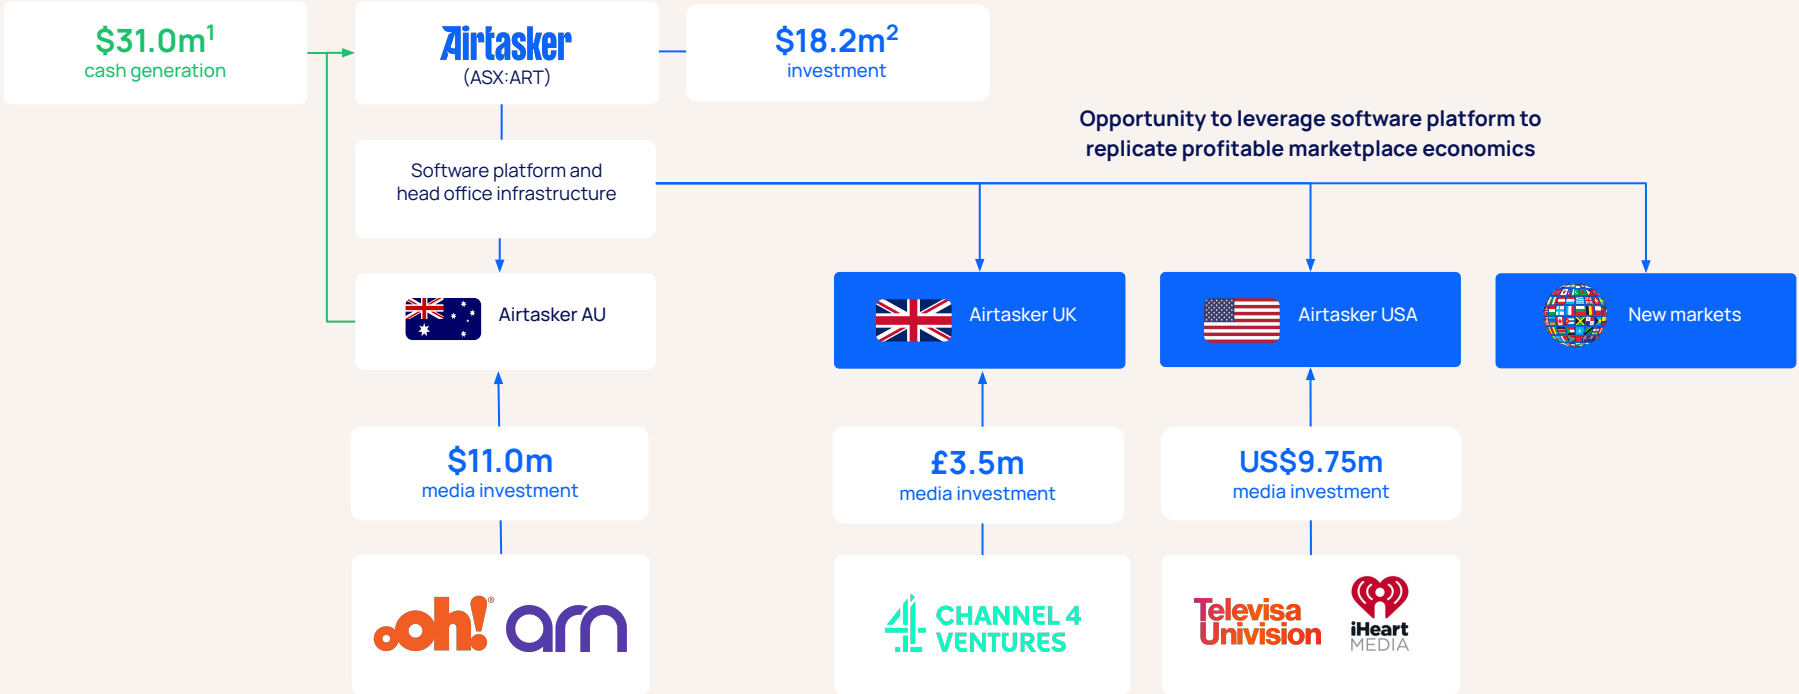 $31.0m¹
cash generation
Airtasker
(ASX:ART)
$18.2m²
investment
Opportunity to leverage software platform to
replicate profitable marketplace economics
Software platform and
head office infrastructure
Airtasker AU
Airtasker UK
Airtasker USA
New markets
$11.0m
media investment
£3.5m
media investment
US$9.75m
media investment
oOh!®
arn
4 CHANNEL 4
VENTURES
Televisa
Univision
iHeart
MEDIA